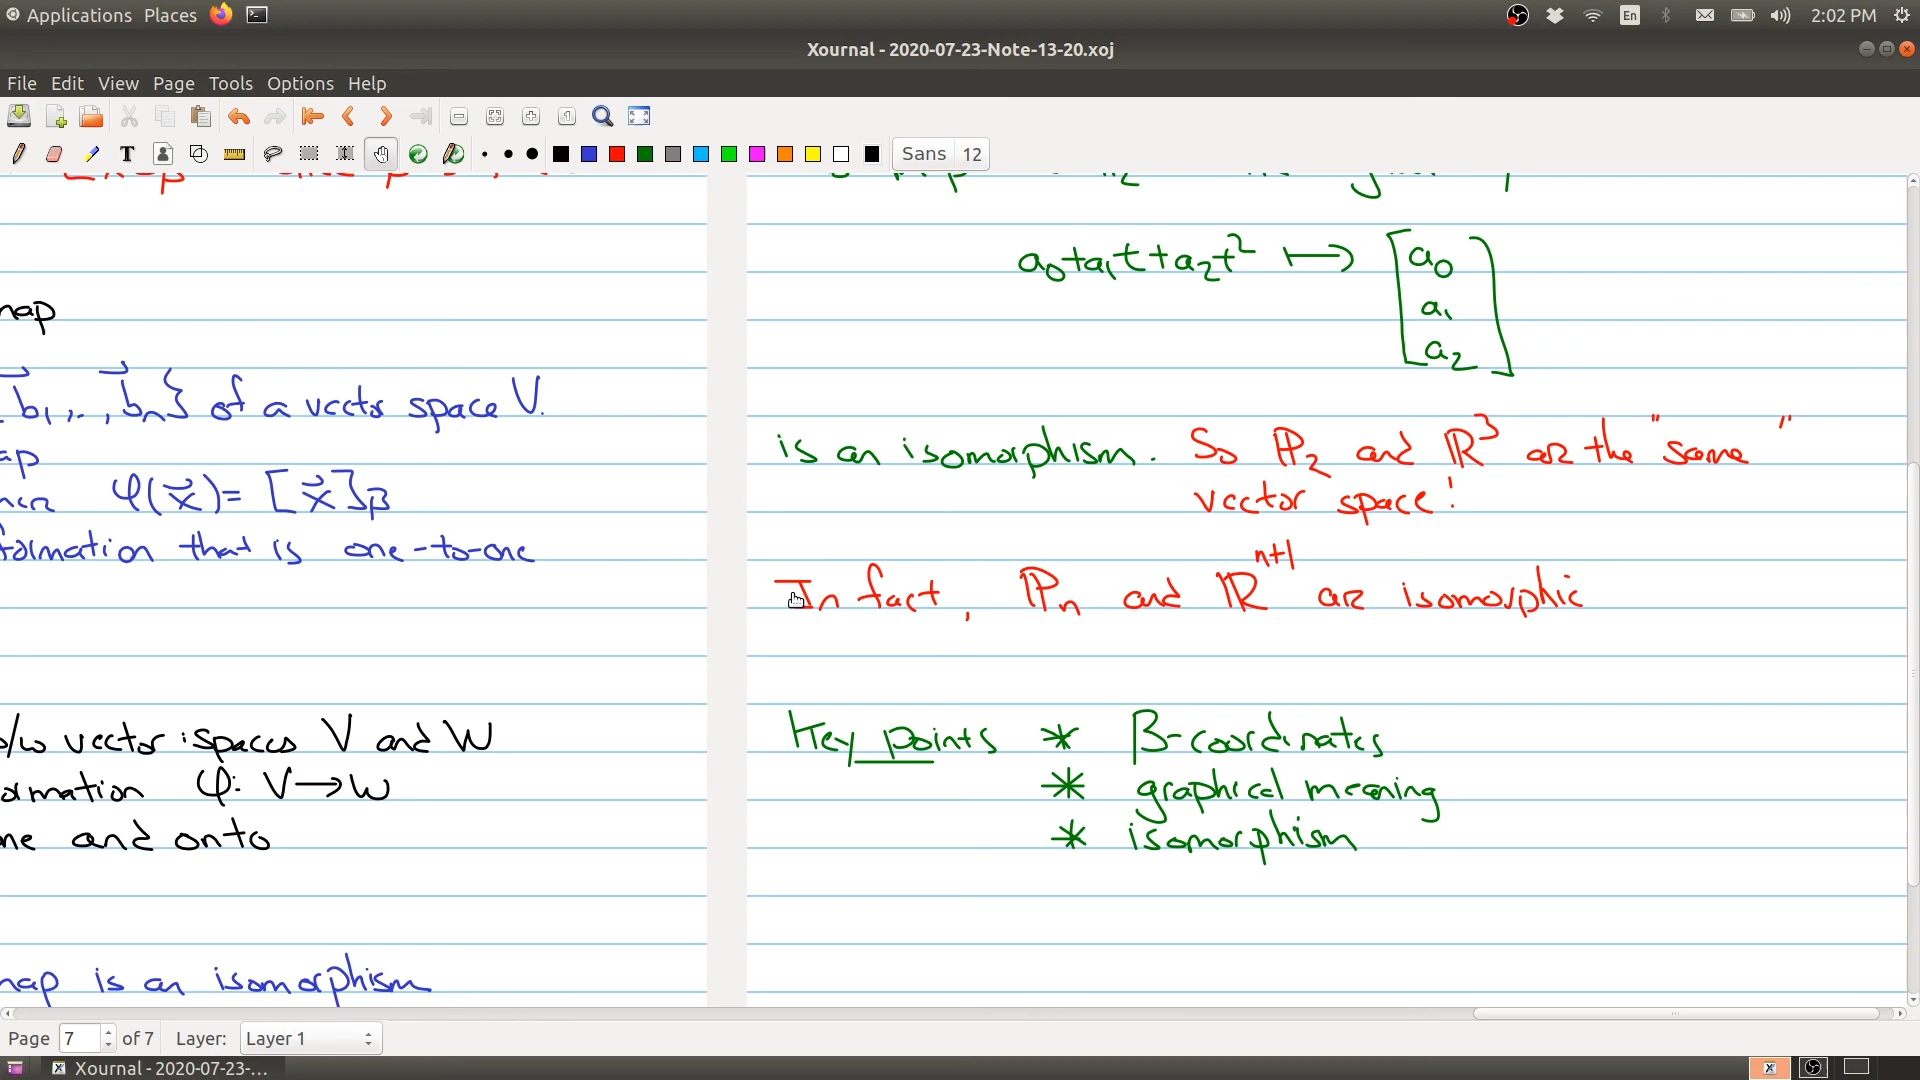 Applications Places En 2:02 PM
Xournal - 2020-07-23-Note-13-20.xoj
File Edit View Page Tools Options Help
Sans 12
map
b₁,..,bₙ} of a vector space V.
φ(x⃗)= [x⃗]β
formation that is one-to-one
b/w vector spaces V and W
ormation φ: V→W
ne and onto
map is an isomorphism
a₀+a₁t+a₂t² ↦ [a₀
a₁
a₂]
is an isomorphism. So ℙ₂ and ℝ³ are the "same"
vector space!
In fact, ℙₙ and ℝⁿ⁺¹ are isomorphic
Key points * β-coordinates
* graphical meaning
* isomorphism
Page 7 of 7 Layer: Layer 1
Xournal - 2020-07-23-...